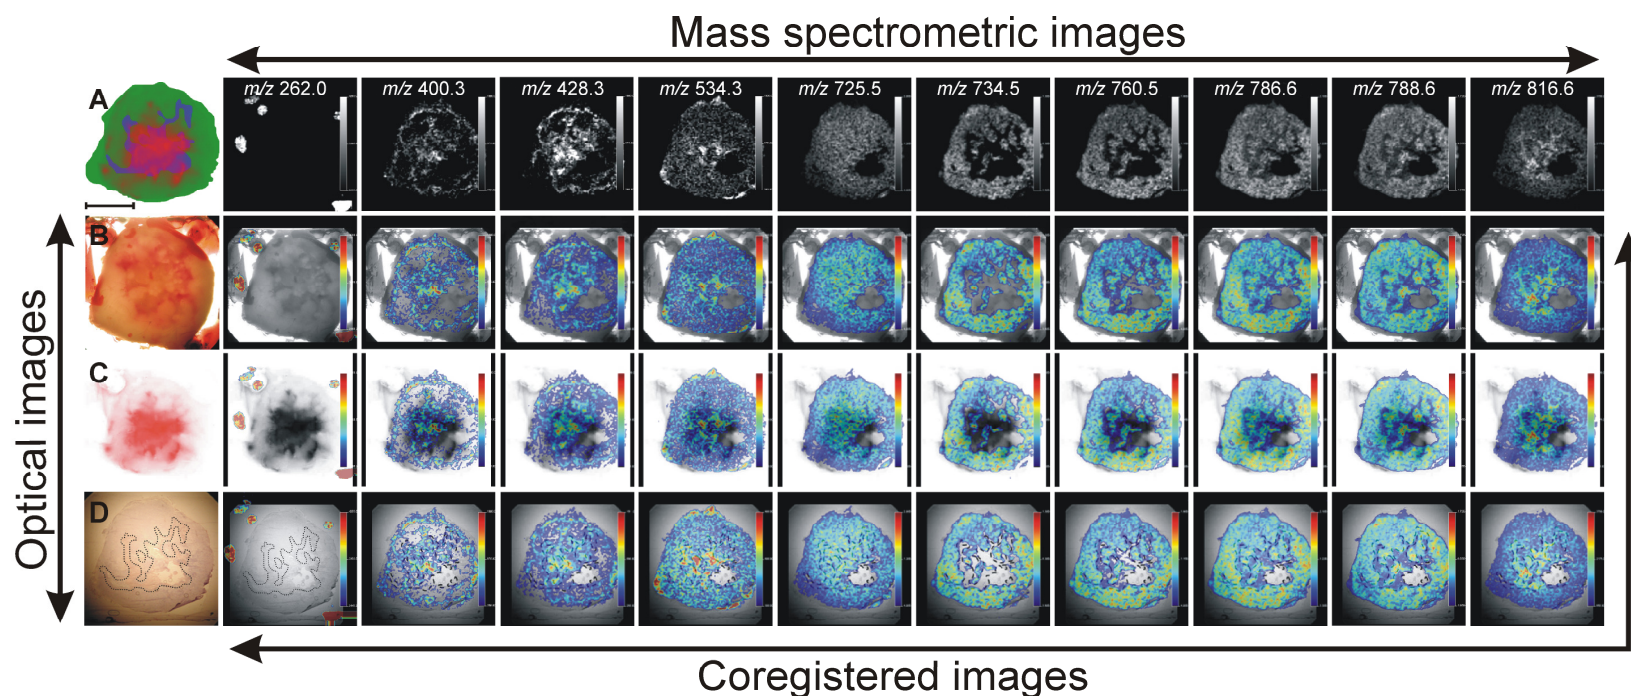 Mass spectrometric images
A
m/z 262.0
m/z 400.3
m/z 428.3
m/z 534.3
m/z 725.5
m/z 734.5
m/z 760.5
m/z 786.6
m/z 788.6
m/z 816.6
B
C
D
Optical images
Coregistered images